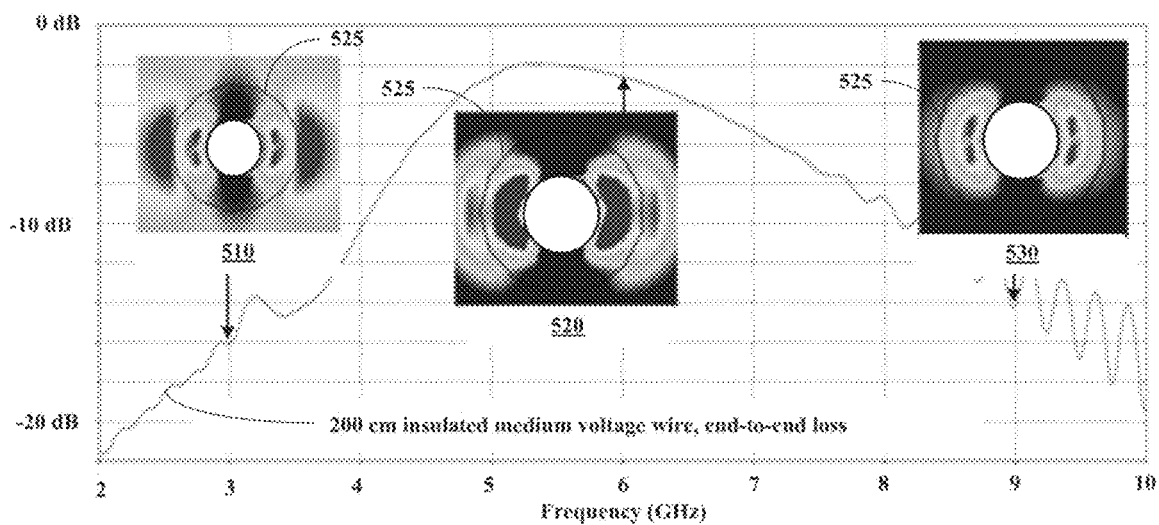 0 dB
525
525
525
-10 dB
510
520
530
-20 dB
200 cm insulated medium voltage wire, end-to-end loss
2 3 4 5 6 7 8 9 10
Frequency (GHz)